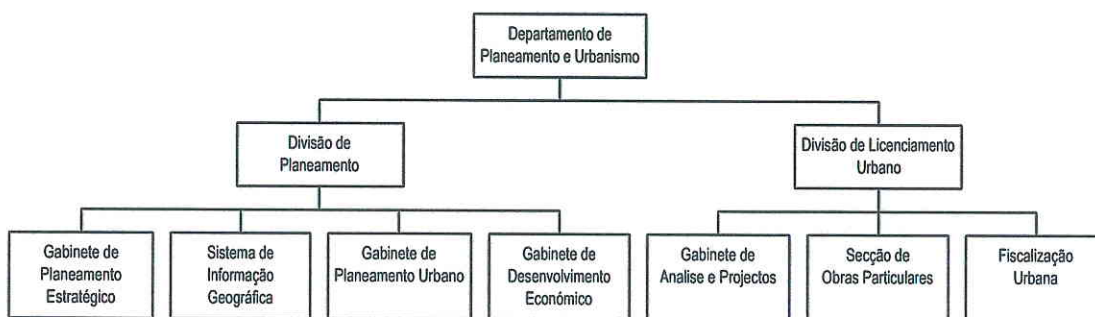 Departamento de
Planeamento e Urbanismo
Divisão de
Planeamento
Divisão de Licenciamento
Urbano
Gabinete de
Planeamento
Estratégico
Sistema de
Informação
Geográfica
Gabinete de
Planeamento Urbano
Gabinete de
Desenvolvimento
Económico
Gabinete de
Analise e Projectos
Secção de
Obras Particulares
Fiscalização
Urbana